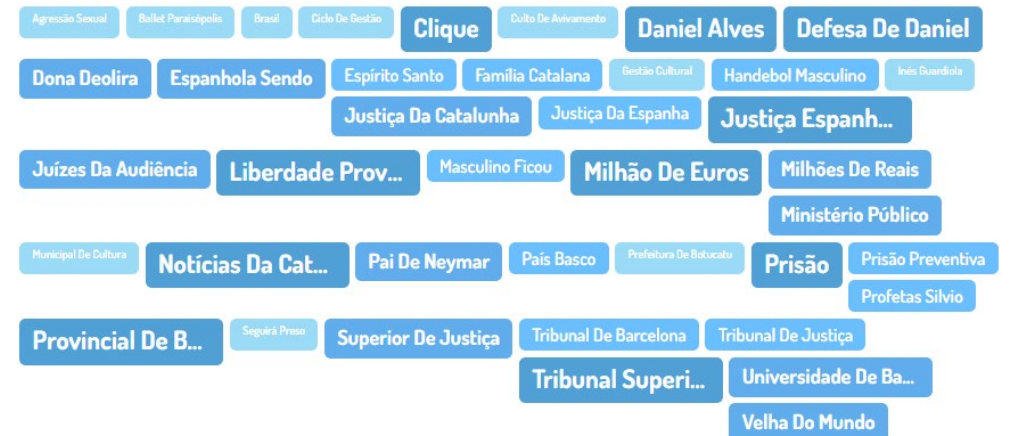 Agressão Sexual
Ballet Paraisópolis
Brasil
Ciclo De Gestão
Clique
Culto De Avivamento
Daniel Alves
Defesa De Daniel
Dona Deolira
Espanhola Sendo
Espírito Santo
Família Catalana
Gestão Cultural
Handebol Masculino
Inés Guardiola
Justiça Da Catalunha
Justiça Da Espanha
Justiça Espanh...
Juízes Da Audiência
Liberdade Prov...
Masculino Ficou
Milhão De Euros
Milhões De Reais
Ministério Público
Municipal De Cultura
Notícias Da Cat...
Pai De Neymar
País Basco
Prefeitura De Botucatu
Prisão
Prisão Preventiva
Profetas Silvio
Provincial De B...
Seguirá Preso
Superior De Justiça
Tribunal De Barcelona
Tribunal De Justiça
Tribunal Superi...
Universidade De Ba...
Velha Do Mundo